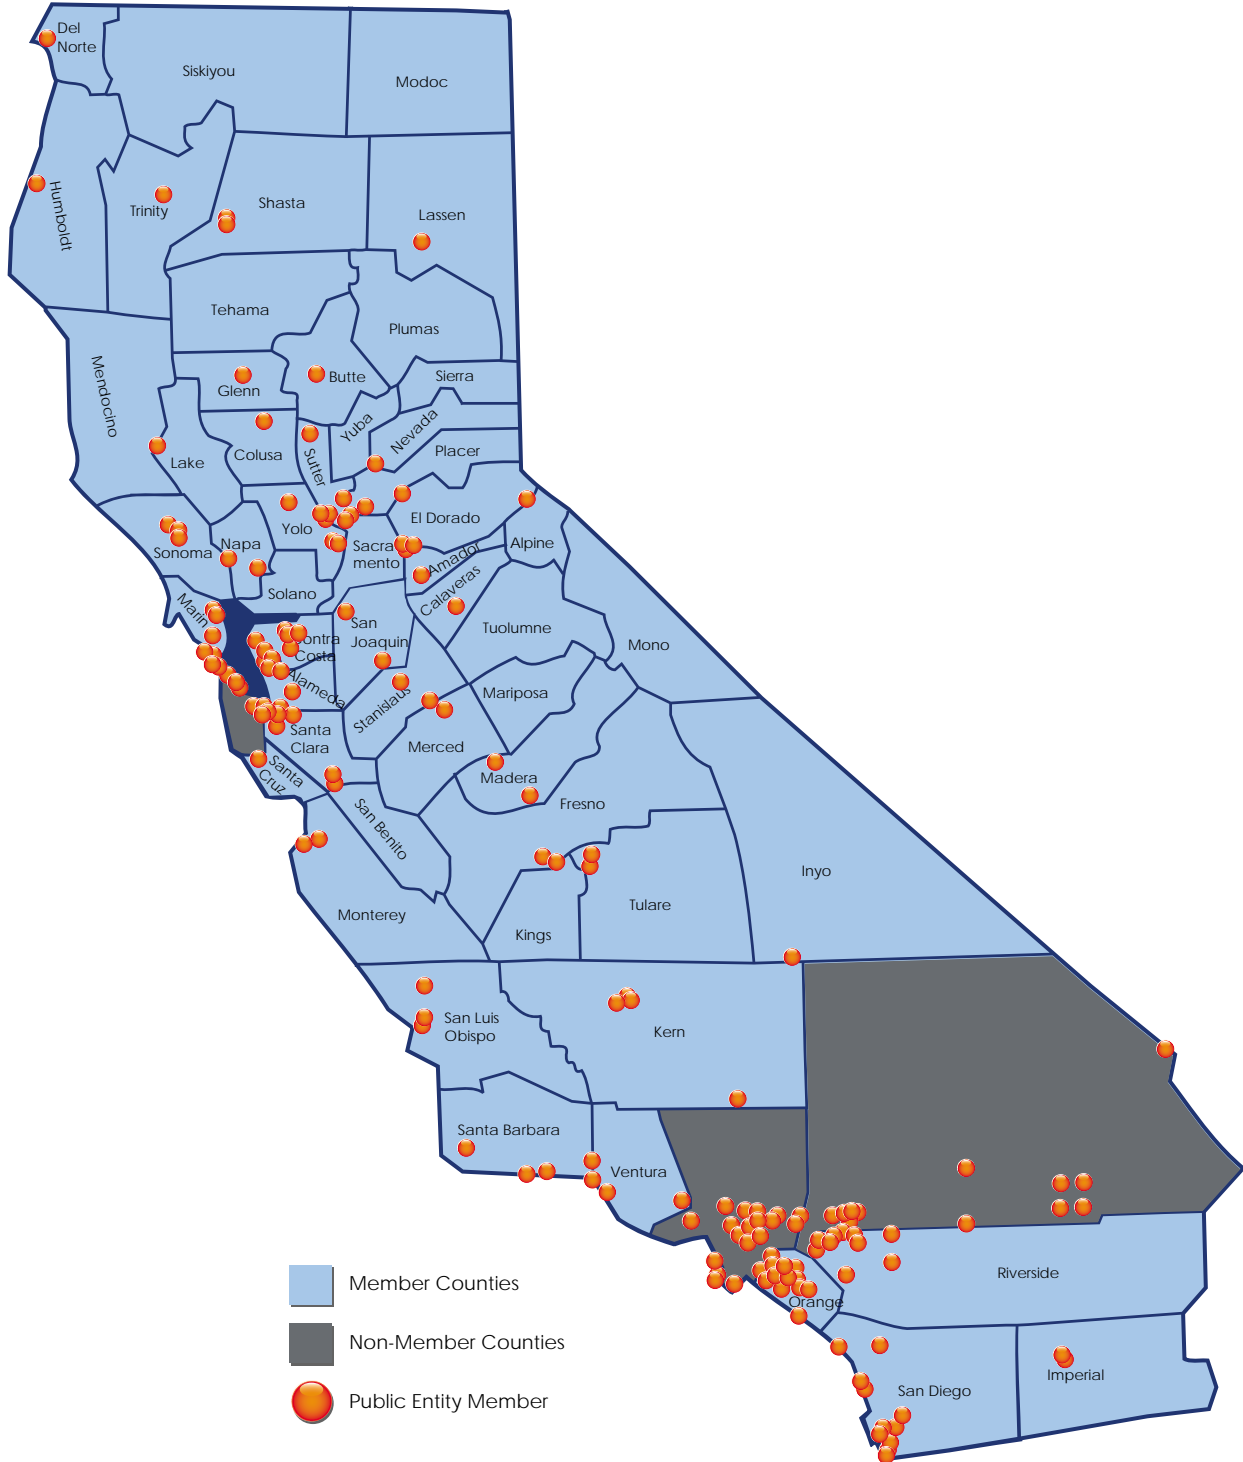 Del
Norte
Siskiyou
Modoc
Humboldt
Trinity
Shasta
Lassen
Tehama
Plumas
Mendocino
Glenn
Butte
Sierra
Lake
Colusa
Sutter
Yuba
Nevada
Placer
Sonoma
Napa
Yolo
Sacra
mento
El Dorado
Amador
Alpine
Solano
Calaveras
Marin
Contra
Costa
San
Joaquin
Tuolumne
Mono
Alameda
Stanislaus
Mariposa
Santa
Clara
Merced
Santa
Cruz
Madera
Fresno
San Benito
Inyo
Monterey
Kings
Tulare
San Luis
Obispo
Kern
Santa Barbara
Ventura
Riverside
Orange
San Diego
Imperial
Member Counties
Non-Member Counties
Public Entity Member